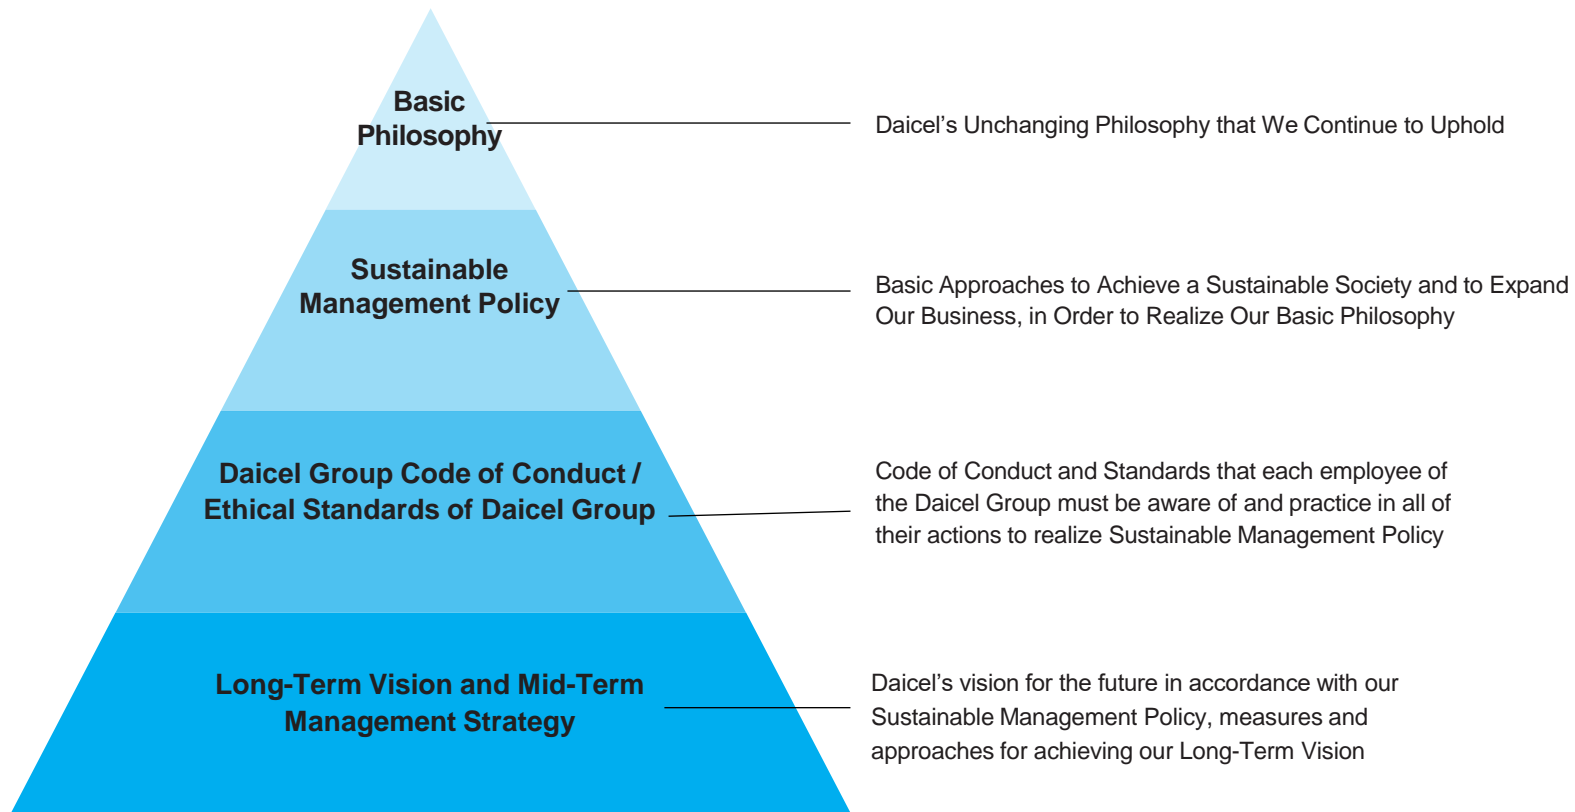 Basic
Philosophy
Daicel’s Unchanging Philosophy that We Continue to Uphold
Sustainable
Management Policy
Basic Approaches to Achieve a Sustainable Society and to Expand
Our Business, in Order to Realize Our Basic Philosophy
Daicel Group Code of Conduct /
Ethical Standards of Daicel Group
Code of Conduct and Standards that each employee of
the Daicel Group must be aware of and practice in all of
their actions to realize Sustainable Management Policy
Long-Term Vision and Mid-Term
Management Strategy
Daicel’s vision for the future in accordance with our
Sustainable Management Policy, measures and
approaches for achieving our Long-Term Vision